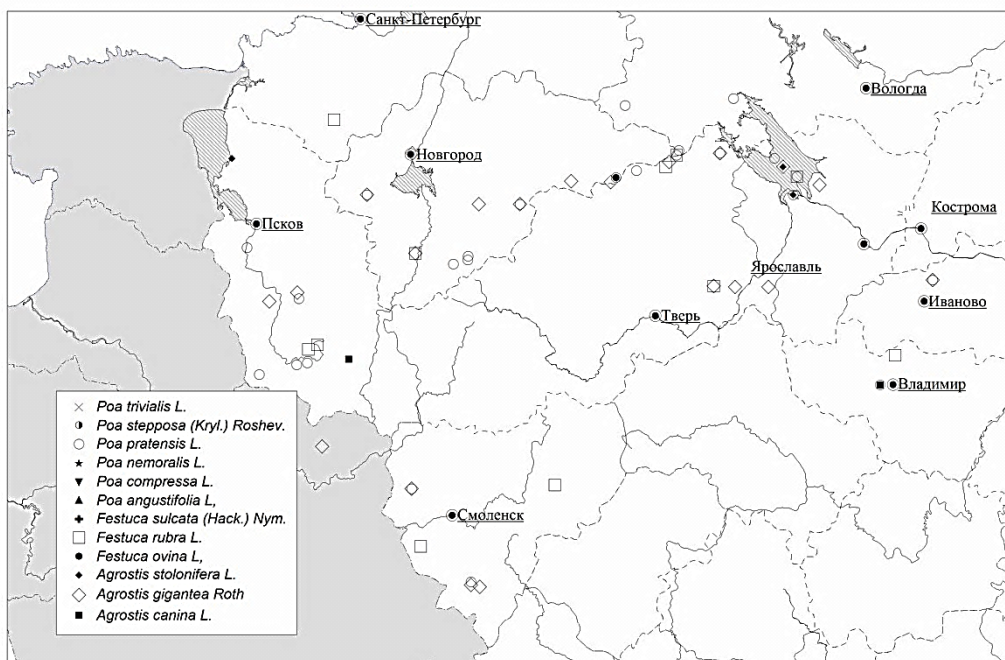 Санкт-Петербург
Вологда
Новгород
Псков
Кострома
Ярославль
Иваново
Тверь
Владимир
Смоленск
Poa trivialis L.
Poa stepposa (Kryl.) Roshev.
Poa pratensis L.
Poa nemoralis L.
Poa compressa L.
Poa angustifolia L,
Festuca sulcata (Hack.) Nym.
Festuca rubra L.
Festuca ovina L,
Agrostis stolonifera L.
Agrostis gigantea Roth
Agrostis canina L.